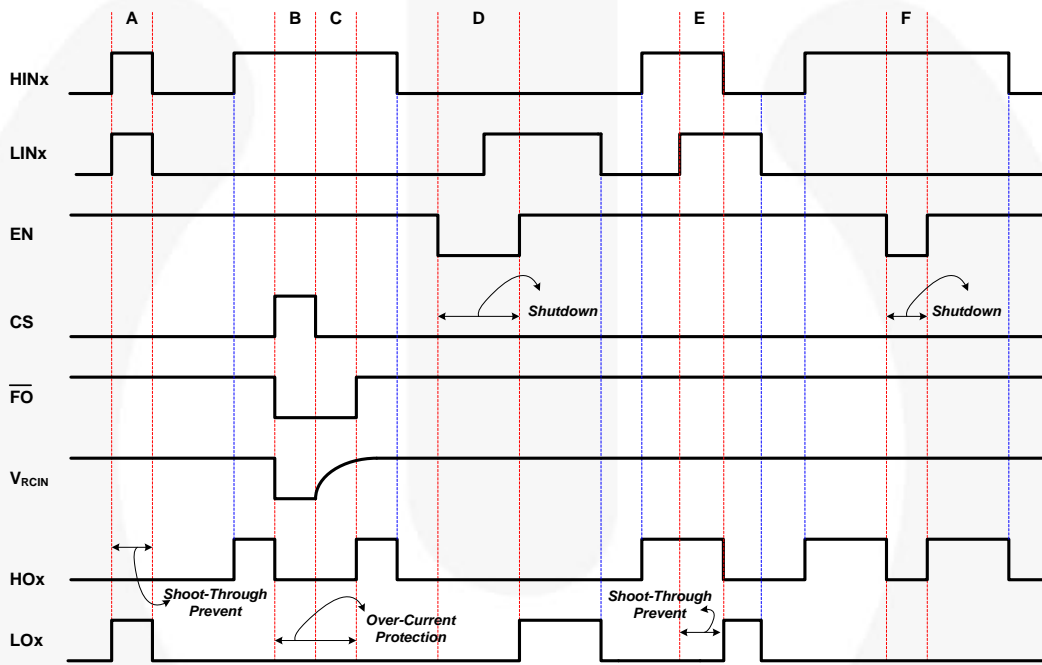 A
B
C
D
E
F
HINx
LINx
EN
Shutdown
Shutdown
CS
FO
VRCIN
HOx
Shoot-Through
Prevent
Shoot-Through
Prevent
Over-Current
Protection
LOx